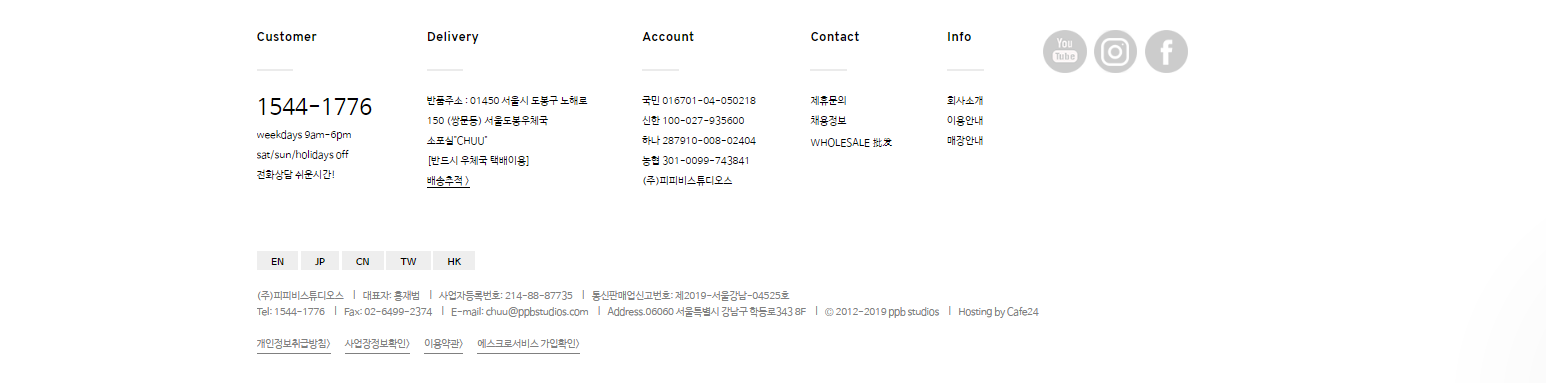 Customer
1544-1776
weekdays 9am-6pm
sat/sun/holidays off
전화상담 쉬운시간!
Delivery
반품주소 : 01450 서울시 도봉구 노해로
150 (쌍문동) 서울도봉우체국
소포실"CHUU"
[반드시 우체국 택배이용]
배송추적 >
Account
국민 016701-04-050218
신한 100-027-935600
하나 287910-008-02404
농협 301-0099-743841
(주)피피비스튜디오스
Contact
제휴문의
채용정보
WHOLESALE 批发
Info
회사소개
이용안내
매장안내
You
Tube
EN JP CN TW HK
(주)피피비스튜디오스 | 대표자: 홍재범 | 사업자등록번호: 214-88-87735 | 통신판매업신고번호: 제2019-서울강남-04525호
Tel: 1544-1776 | Fax: 02-6499-2374 | E-mail: chuu@ppbstudios.com | Address.06060 서울특별시 강남구 학동로343 8F | © 2012-2019 ppb studios | Hosting by Cafe24
개인정보취급방침> 사업장정보확인> 이용약관> 에스크로서비스 가입확인>